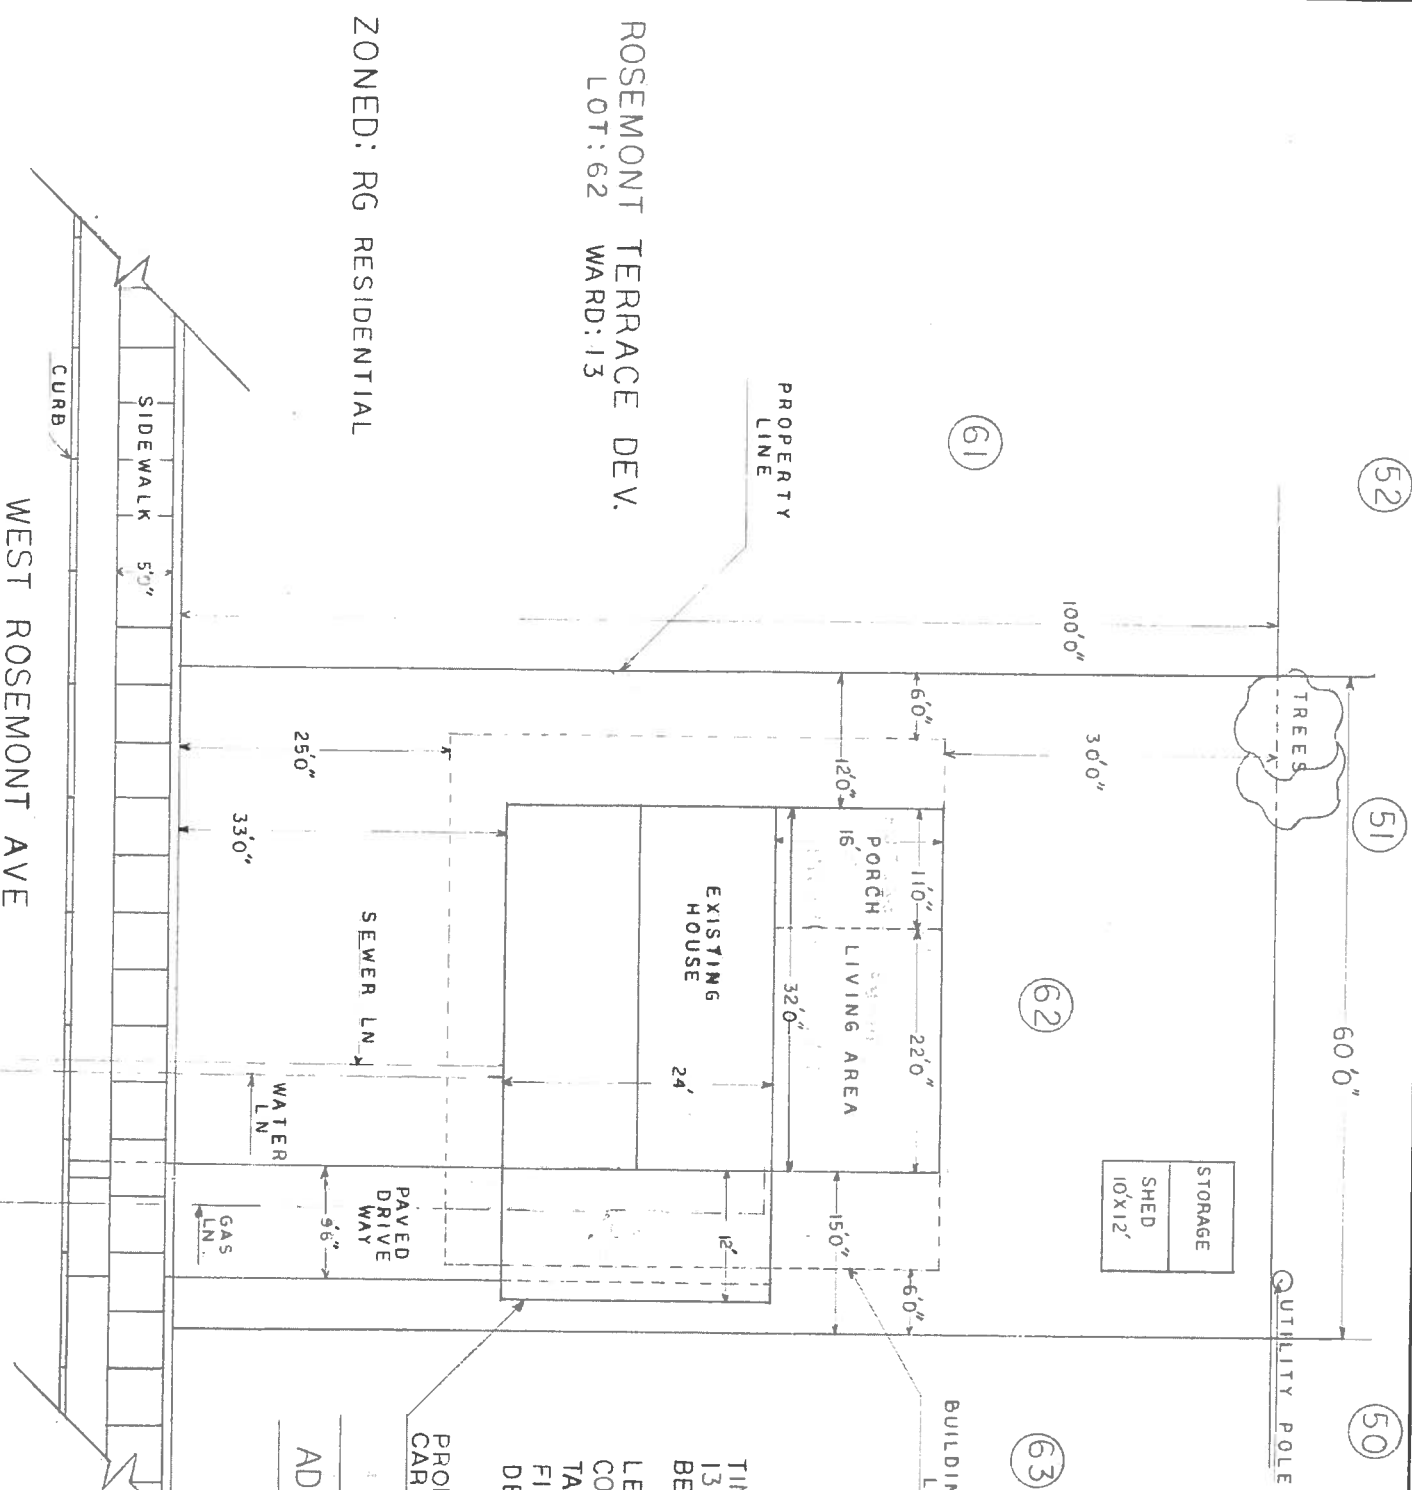 52
51
50
61
62
63
ROSEMONT TERRACE DEV.
LOT:62 WARD:13
ZONED: RG RESIDENTIAL
PROPERTY
LINE
100'0"
60'0"
TREES
UTILITY POLE
STORAGE
SHED
10'X12'
30'0"
6'0"
12'0"
11'0"
22'0"
PORCH
16'
LIVING AREA
32'0"
EXISTING
HOUSE
24'
12'
15'0"
6'0"
25'0"
33'0"
SEWER LN
WATER
LN
GAS
LN.
PAVED
DRIVE
WAY
9'6"
SIDEWALK 5'0"
CURB
WEST ROSEMONT AVE
BUILDIN
L
PRO
CAR
AD
TI
13
BE
LE
CO
TA
FI
DE